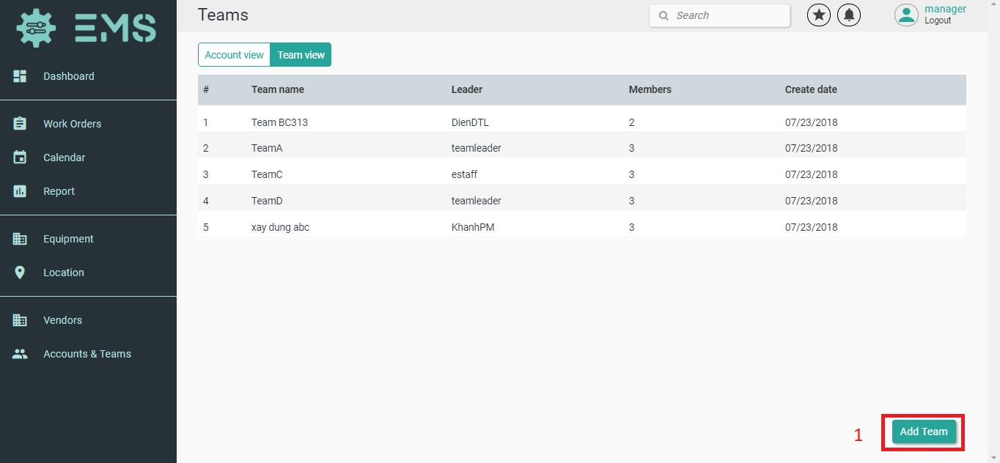 EMS
Teams
Search
manager
Logout
Dashboard
Work Orders
Calendar
Report
Equipment
Location
Vendors
Accounts & Teams
Account view Team view
# Team name Leader Members Create date
1 Team BC313 DienDTL 2 07/23/2018
2 TeamA teamleader 3 07/23/2018
3 TeamC estaff 3 07/23/2018
4 TeamD teamleader 3 07/23/2018
5 xay dung abc KhanhPM 3 07/23/2018
1 Add Team